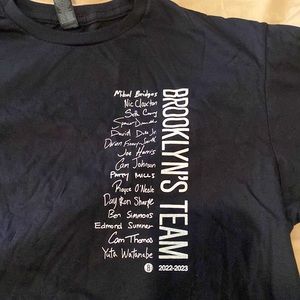 Mikal Bridges
Nic Claxton
Seth Curry
Spencer Dinwiddie
David Duke Jr.
Dorian Finney-Smith
Joe Harris
Cam Johnson
Patty Mills
Royce O'Neale
Day'Ron Sharpe
Ben Simmons
Edmond Sumner
Cam Thomas
Yuta Watanabe
BROOKLYN'S TEAM
B 2022-2023